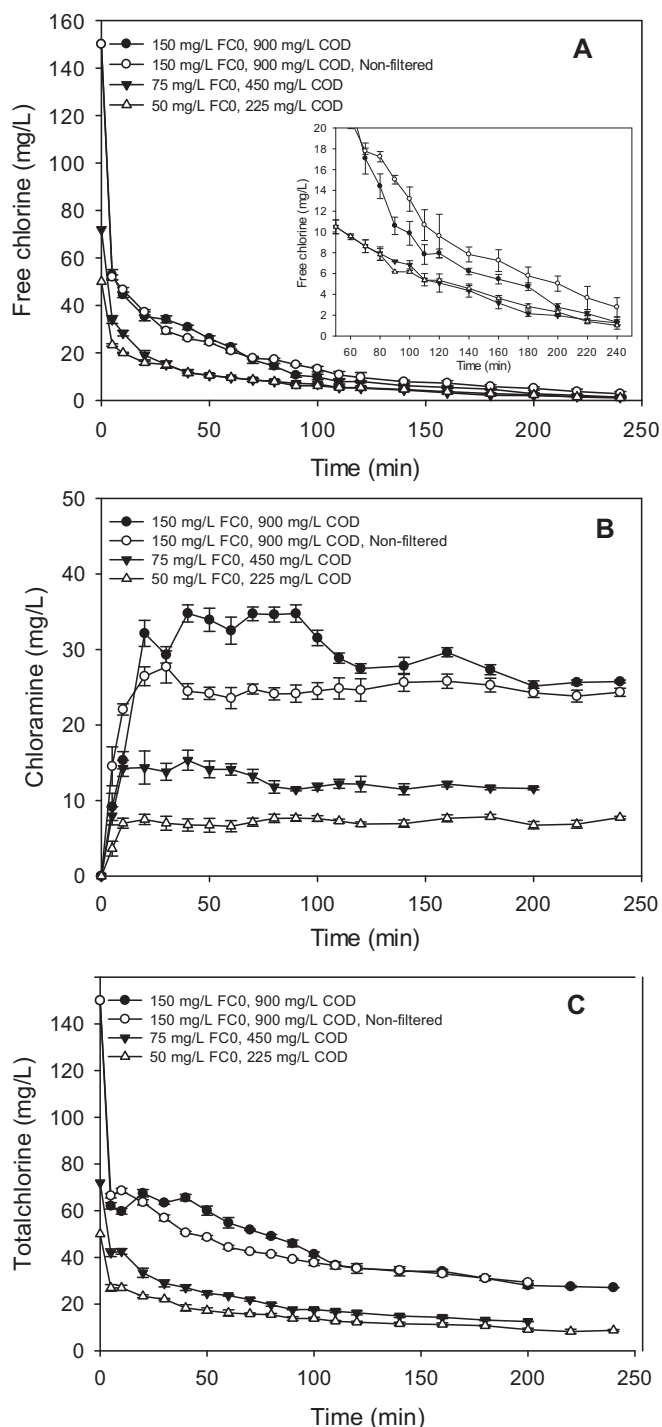 A
150 mg/L FC0, 900 mg/L COD
150 mg/L FC0, 900 mg/L COD, Non-filtered
75 mg/L FC0, 450 mg/L COD
50 mg/L FC0, 225 mg/L COD
Free chlorine (mg/L)
160
140
120
100
80
60
40
20
0
Free chlorine (mg/L)
20
18
16
14
12
10
8
6
4
2
0
60 80 100 120 140 160 180 200 220 240
Time (min)
0 50 100 150 200 250
Time (min)
B
150 mg/L FC0, 900 mg/L COD
150 mg/L FC0, 900 mg/L COD, Non-filtered
75 mg/L FC0, 450 mg/L COD
50 mg/L FC0, 225 mg/L COD
Chloramine (mg/L)
50
40
30
20
10
0
0 50 100 150 200 250
Time (min)
C
150 mg/L FC0, 900 mg/L COD
150 mg/L FC0, 900 mg/L COD, Non-filtered
75 mg/L FC0, 450 mg/L COD
50 mg/L FC0, 225 mg/L COD
Totalchlorine (mg/L)
140
120
100
80
60
40
20
0
0 50 100 150 200 250
Time (min)